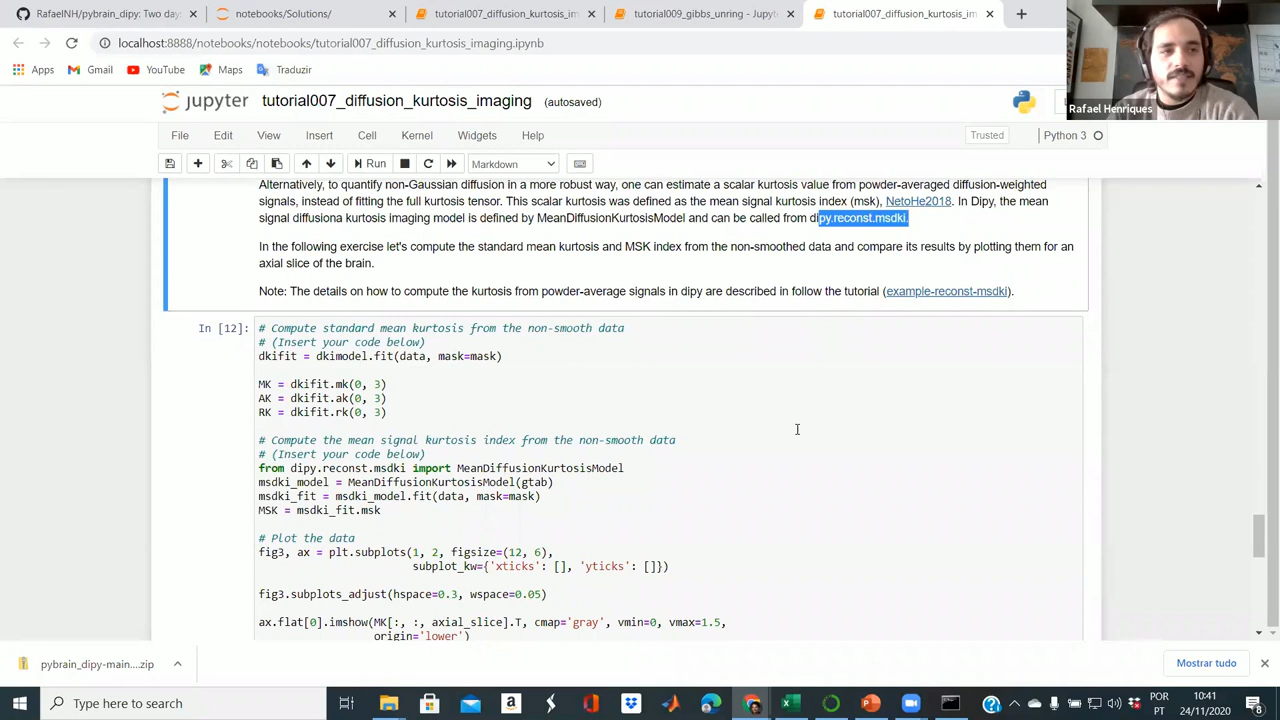 RafaelNH/pybrain_dipy: Two day
notebooks/Solutions/
tutorial007_diffusion_kurtosis_im
tutorial009_gibbs_unring - Jupyte
tutorial007_diffusion_kurtosis_im
localhost:8888/notebooks/notebooks/tutorial007_diffusion_kurtosis_imaging.ipynb
Apps Gmail YouTube Maps Traduzir
Rafael Henriques
jupyter tutorial007_diffusion_kurtosis_imaging (autosaved)
File Edit View Insert Cell Kernel Widgets Help Trusted Python 3
Run Markdown
Alternatively, to quantify non-Gaussian diffusion in a more robust way, one can estimate a scalar kurtosis value from powder-averaged diffusion-weighted
signals, instead of fitting the full kurtosis tensor. This scalar kurtosis was defined as the mean signal kurtosis index (msk), NetoHe2018. In Dipy, the mean
signal diffusiona kurtosis imaging model is defined by MeanDiffusionKurtosisModel and can be called from dipy.reconst.msdki.
In the following exercise let's compute the standard mean kurtosis and MSK index from the non-smoothed data and compare its results by plotting them for an
axial slice of the brain.
Note: The details on how to compute the kurtosis from powder-average signals in dipy are described in follow the tutorial (example-reconst-msdki).
In [12]: # Compute standard mean kurtosis from the non-smooth data
# (Insert your code below)
dkifit = dkimodel.fit(data, mask=mask)
MK = dkifit.mk(0, 3)
AK = dkifit.ak(0, 3)
RK = dkifit.rk(0, 3)
# Compute the mean signal kurtosis index from the non-smooth data
# (Insert your code below)
from dipy.reconst.msdki import MeanDiffusionKurtosisModel
msdki_model = MeanDiffusionKurtosisModel(gtab)
msdki_fit = msdki_model.fit(data, mask=mask)
MSK = msdki_fit.msk
# Plot the data
fig3, ax = plt.subplots(1, 2, figsize=(12, 6),
subplot_kw={'xticks': [], 'yticks': []})
fig3.subplots_adjust(hspace=0.3, wspace=0.05)
ax.flat[0].imshow(MK[:, :, axial_slice].T, cmap='gray', vmin=0, vmax=1.5,
origin='lower')
pybrain_dipy-main....zip
Mostrar tudo
Type here to search
POR
PT
10:41
24/11/2020
8